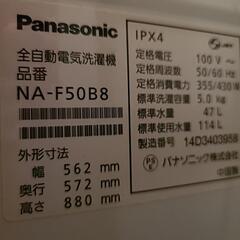 Panasonic
全自動電気洗濯機
品番
NA-F50B8
外形寸法
幅 562 mm
奥行 572 mm
高さ 880 mm
IPX4
定格電圧 100 V～
定格周波数 50/60 Hz
定格消費電力 355/430 W
標準洗濯容量 5.0 kg
標準水量 47 L
標準使用水量 114 L
製造番号 14D3403958
パナソニック株式会社
中国製